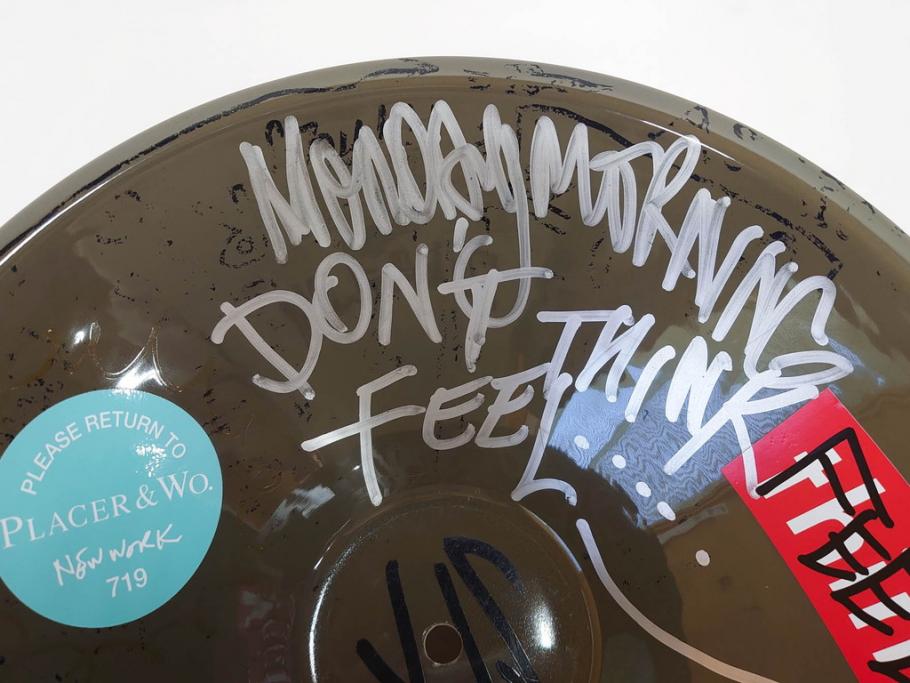 MONDAY MORNING
DON'T THINK
FEEL
PLEASE RETURN TO
PLACER & WO.
NEW WORK
719
FEEL